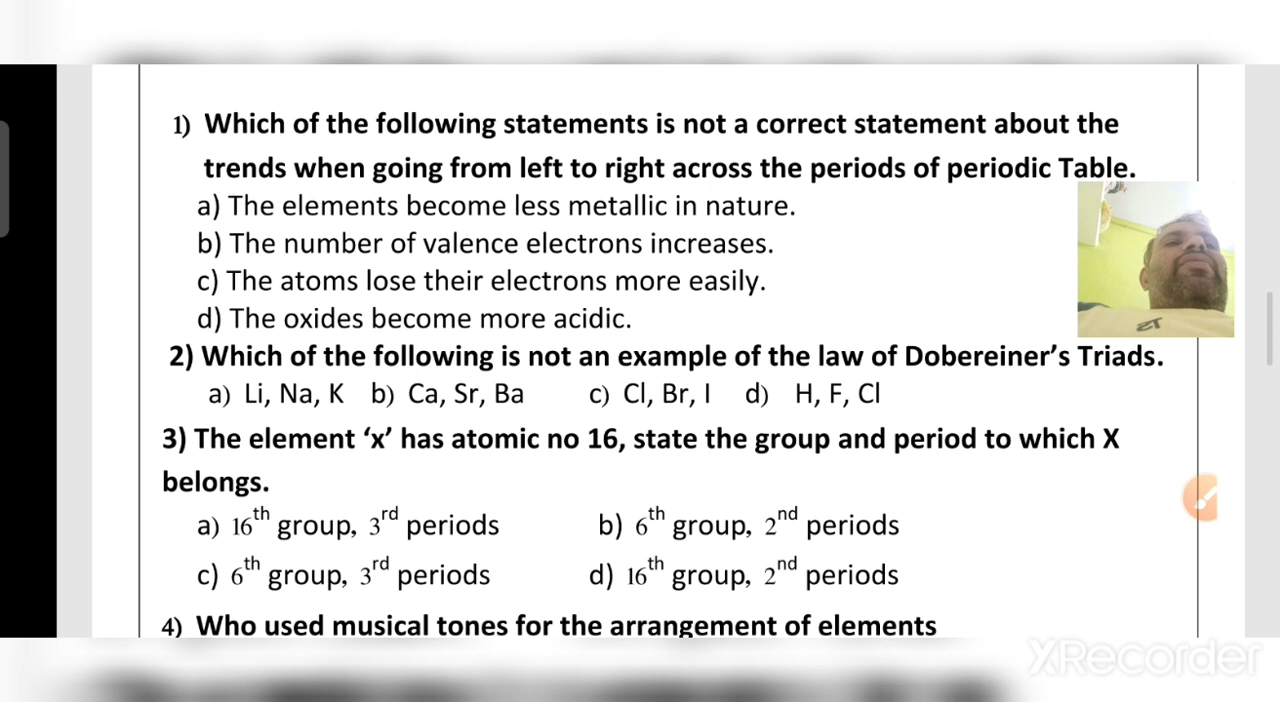 1) Which of the following statements is not a correct statement about the
trends when going from left to right across the periods of periodic Table.
a) The elements become less metallic in nature.
b) The number of valence electrons increases.
c) The atoms lose their electrons more easily.
d) The oxides become more acidic.
2) Which of the following is not an example of the law of Dobereiner’s Triads.
a) Li, Na, K b) Ca, Sr, Ba c) Cl, Br, I d) H, F, Cl
3) The element ‘x’ has atomic no 16, state the group and period to which X
belongs.
a) 16th group, 3rd periods b) 6th group, 2nd periods
c) 6th group, 3rd periods d) 16th group, 2nd periods
4) Who used musical tones for the arrangement of elements
XRecorder